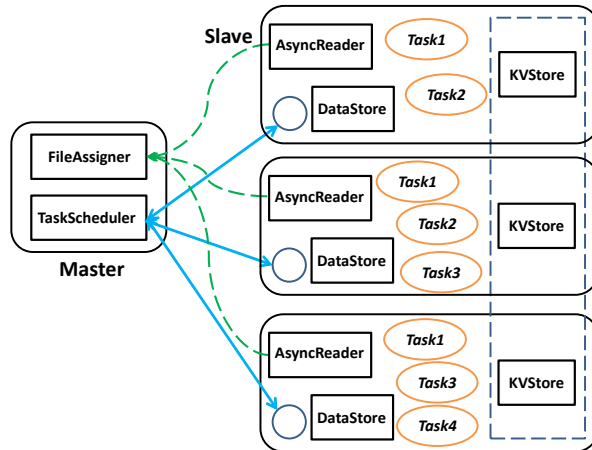 Slave
AsyncReader
Task1
KVStore
Task2
DataStore
FileAssigner
TaskScheduler
Master
AsyncReader
Task1
Task2
KVStore
DataStore
Task3
AsyncReader
Task1
Task3
KVStore
DataStore
Task4